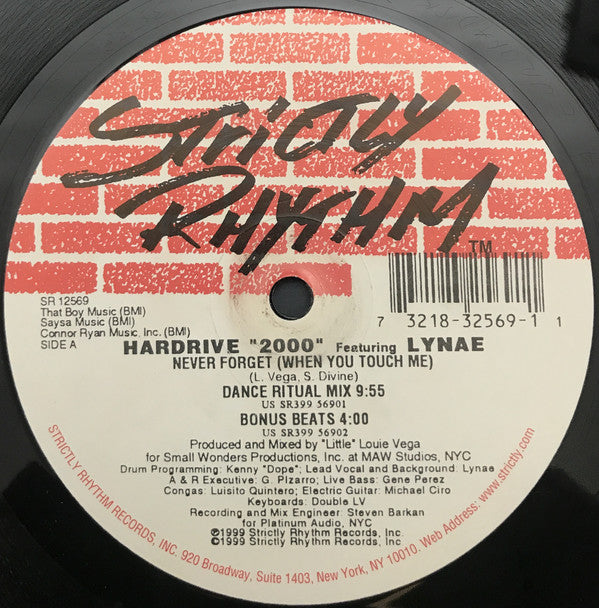 STRICTLY
RHYTHM
TM
SR 12569
That Boy Music (BMI)
Saysa Music (BMI)
Connor Ryan Music, Inc. (BMI)
SIDE A
7 3218-32569-1 1
HARDRIVE "2000" Featuring LYNAE
NEVER FORGET (WHEN YOU TOUCH ME)
(L. Vega, S. Divine)
DANCE RITUAL MIX 9:55
US SR399 56901
BONUS BEATS 4:00
US SR399 56902
Produced and Mixed by "Little" Louie Vega
for Small Wonders Productions, Inc. at MAW Studios, NYC
Drum Programming: Kenny "Dope"; Lead Vocal and Background: Lynae
A & R Executive: G. Pizarro; Live Bass: Gene Perez
Congas: Luisito Quintero; Electric Guitar: Michael Ciro
Keyboards: Double LV
Recording and Mix Engineer: Steven Barkan
for Platinum Audio, NYC
℗1999 Strictly Rhythm Records, Inc.
©1999 Strictly Rhythm Records, Inc.
STRICTLY RHYTHM RECORDS, INC. 920 Broadway, Suite 1403, New York, NY 10010. Web Address: www.strictly.com